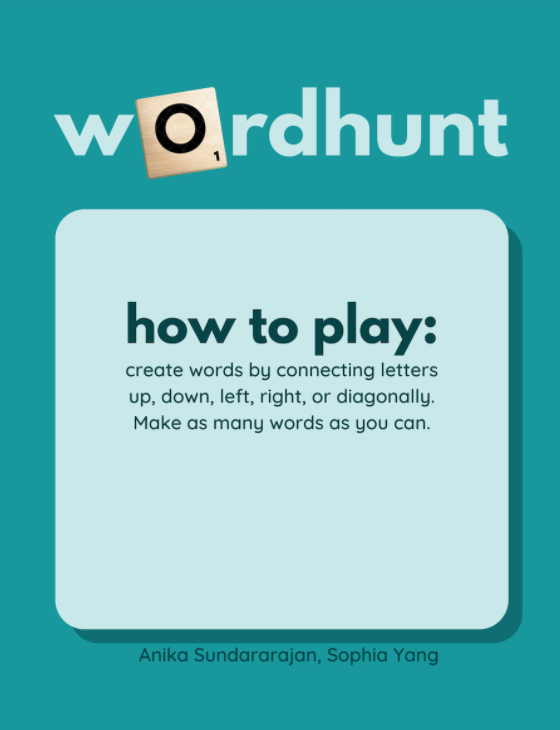 wordhunt
1
how to play:
create words by connecting letters
up, down, left, right, or diagonally.
Make as many words as you can.
Anika Sundararajan, Sophia Yang